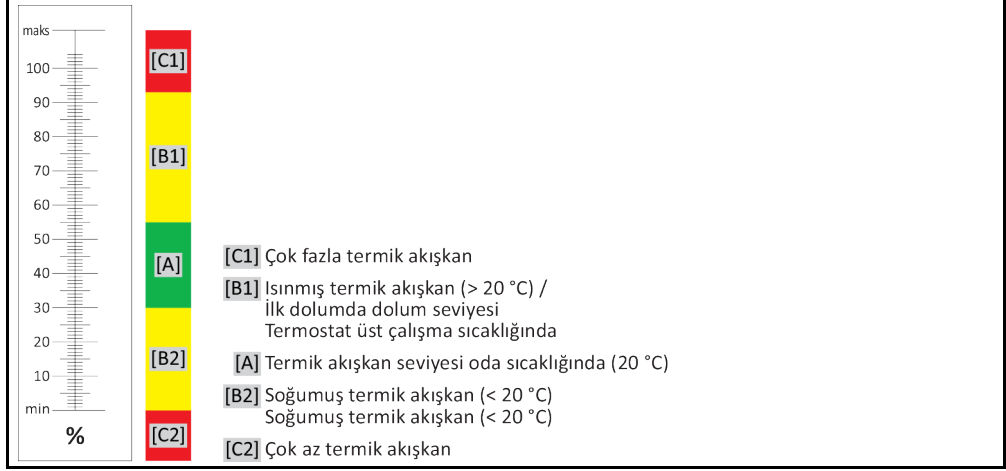 maks
100
90
80
70
60
50
40
30
20
10
min
%
[C1]
[B1]
[A]
[B2]
[C2]
[C1] Çok fazla termik akışkan
[B1] Isınmış termik akışkan (> 20 °C) /
İlk dolumda dolum seviyesi
Termostat üst çalışma sıcaklığında
[A] Termik akışkan seviyesi oda sıcaklığında (20 °C)
[B2] Soğumuş termik akışkan (< 20 °C)
Soğumuş termik akışkan (< 20 °C)
[C2] Çok az termik akışkan